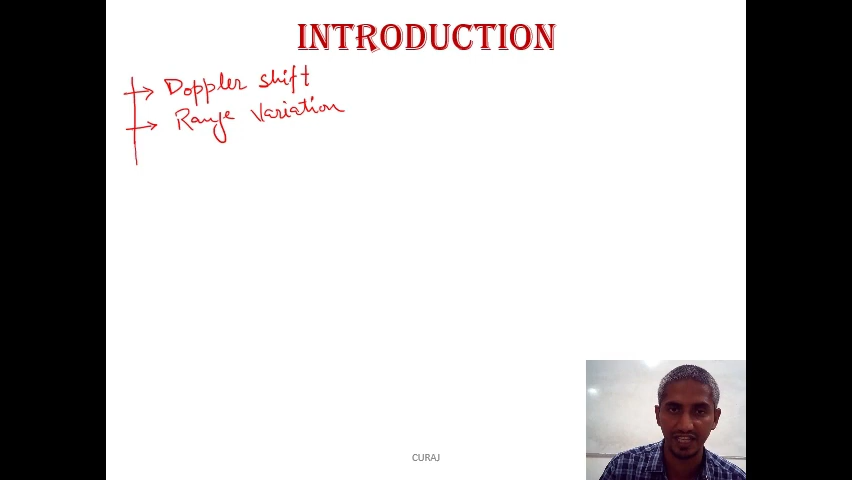 INTRODUCTION
Doppler shift
Range Variation
CURAJ